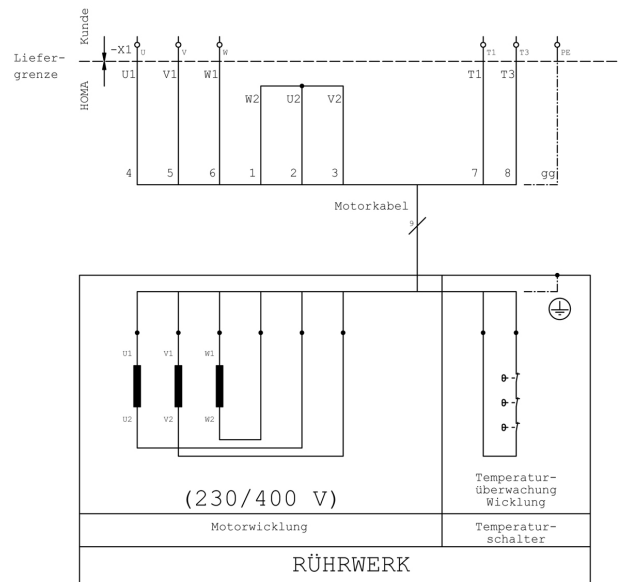 Kunde
-X1
U
V
W
T1
T3
PE
Liefer-
grenze
HOMA
U1
V1
W1
T1
T3
W2
U2
V2
4
5
6
1
2
3
7
8
gg
Motorkabel
9
U1
V1
W1
U2
V2
W2
(230/400 V)
Temperatur-
überwachung
Wicklung
Motorwicklung
Temperatur-
schalter
RÜHRWERK